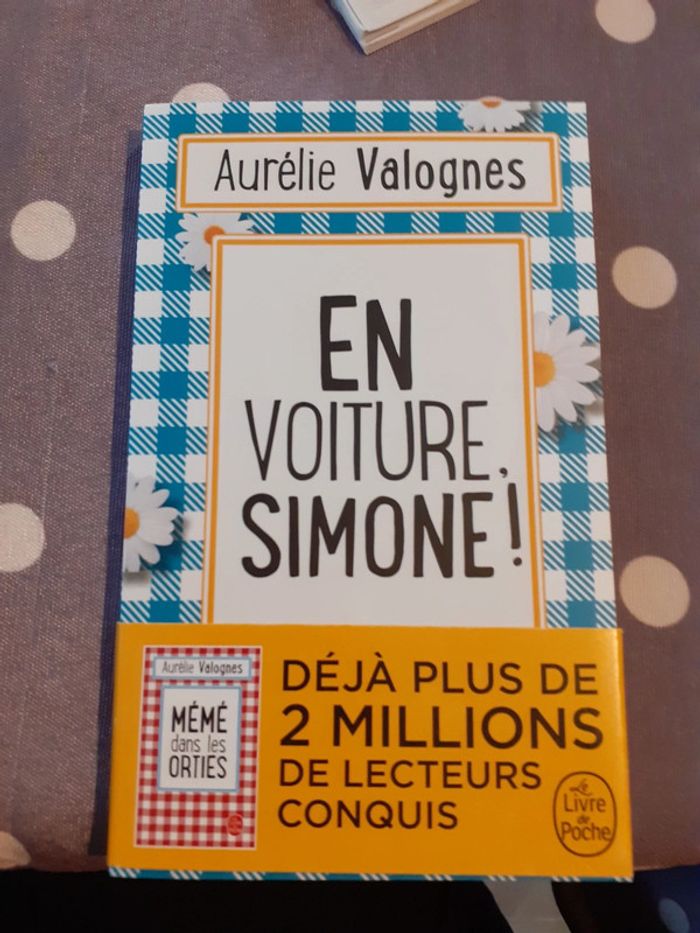 Aurélie Valognes
EN
VOITURE,
SIMONE !
Aurélie Valognes
MÉMÉ
dans les
ORTIES
DÉJÀ PLUS DE
2 MILLIONS
DE LECTEURS
CONQUIS
Le
Livre
de
Poche